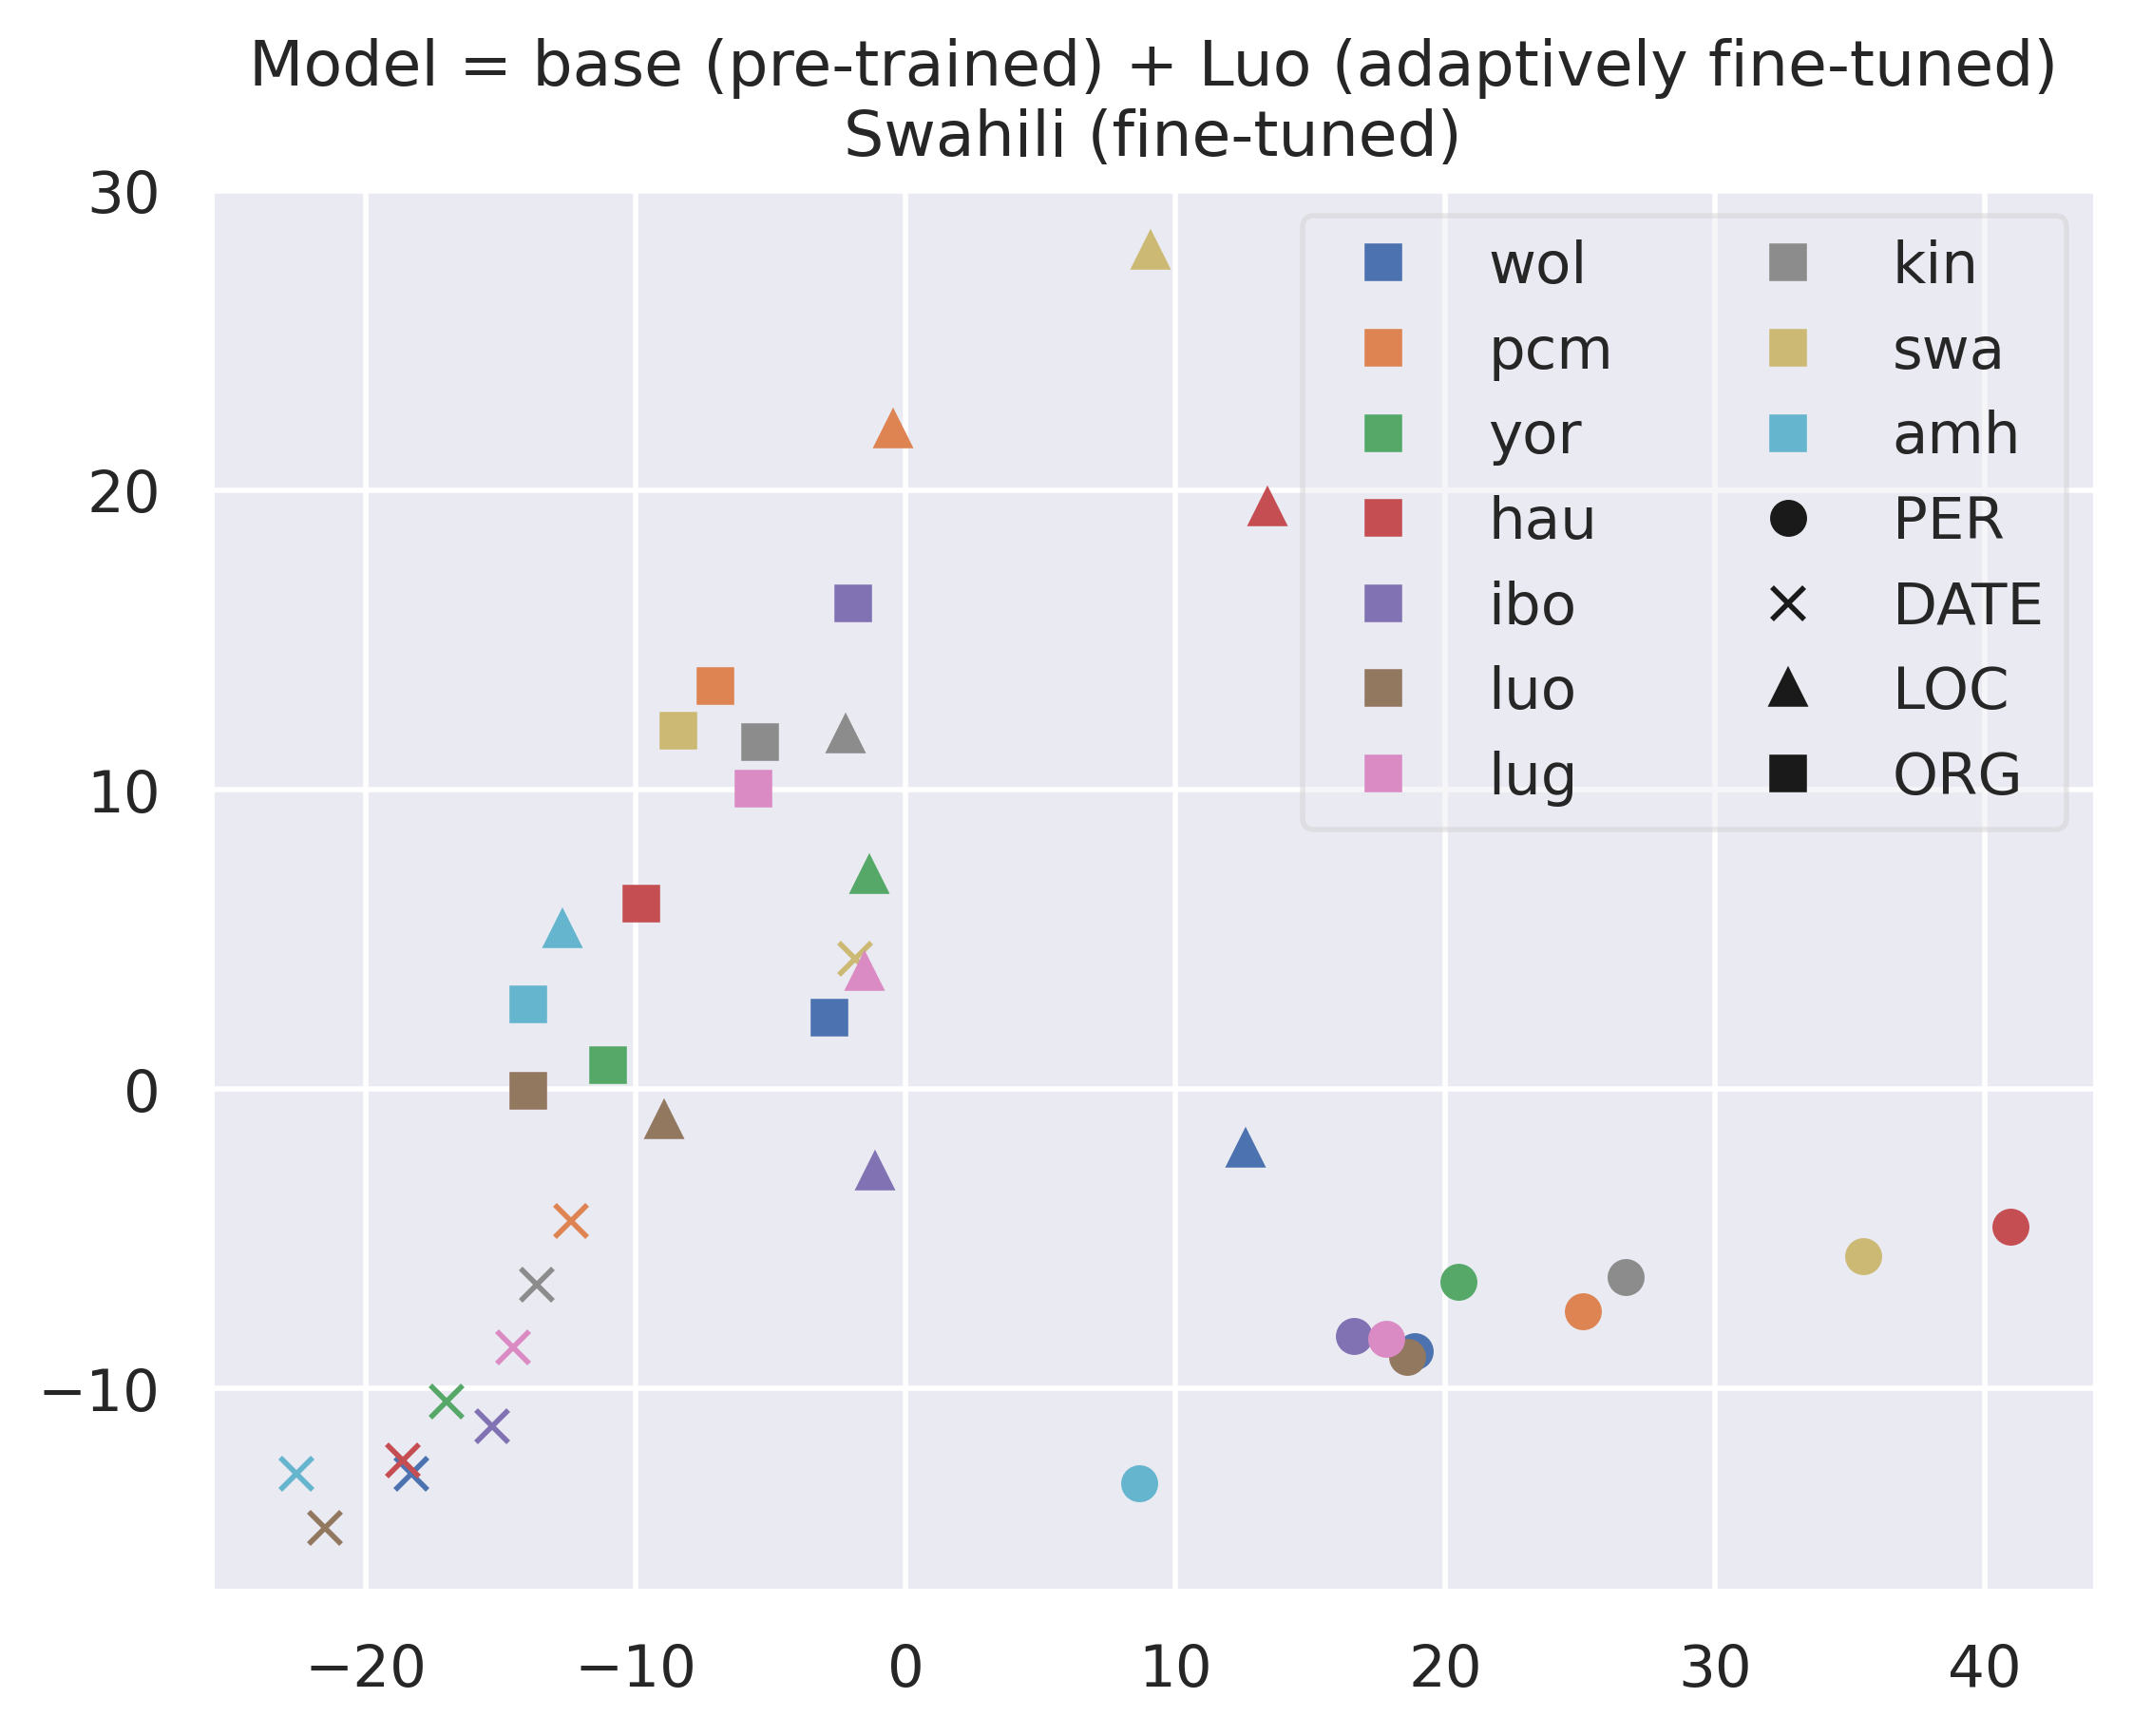 Model = base (pre-trained) + Luo (adaptively fine-tuned)
Swahili (fine-tuned)
30
20
10
0
−10
−20
−10
0
10
20
30
40
wol
pcm
yor
hau
ibo
luo
lug
kin
swa
amh
PER
DATE
LOC
ORG